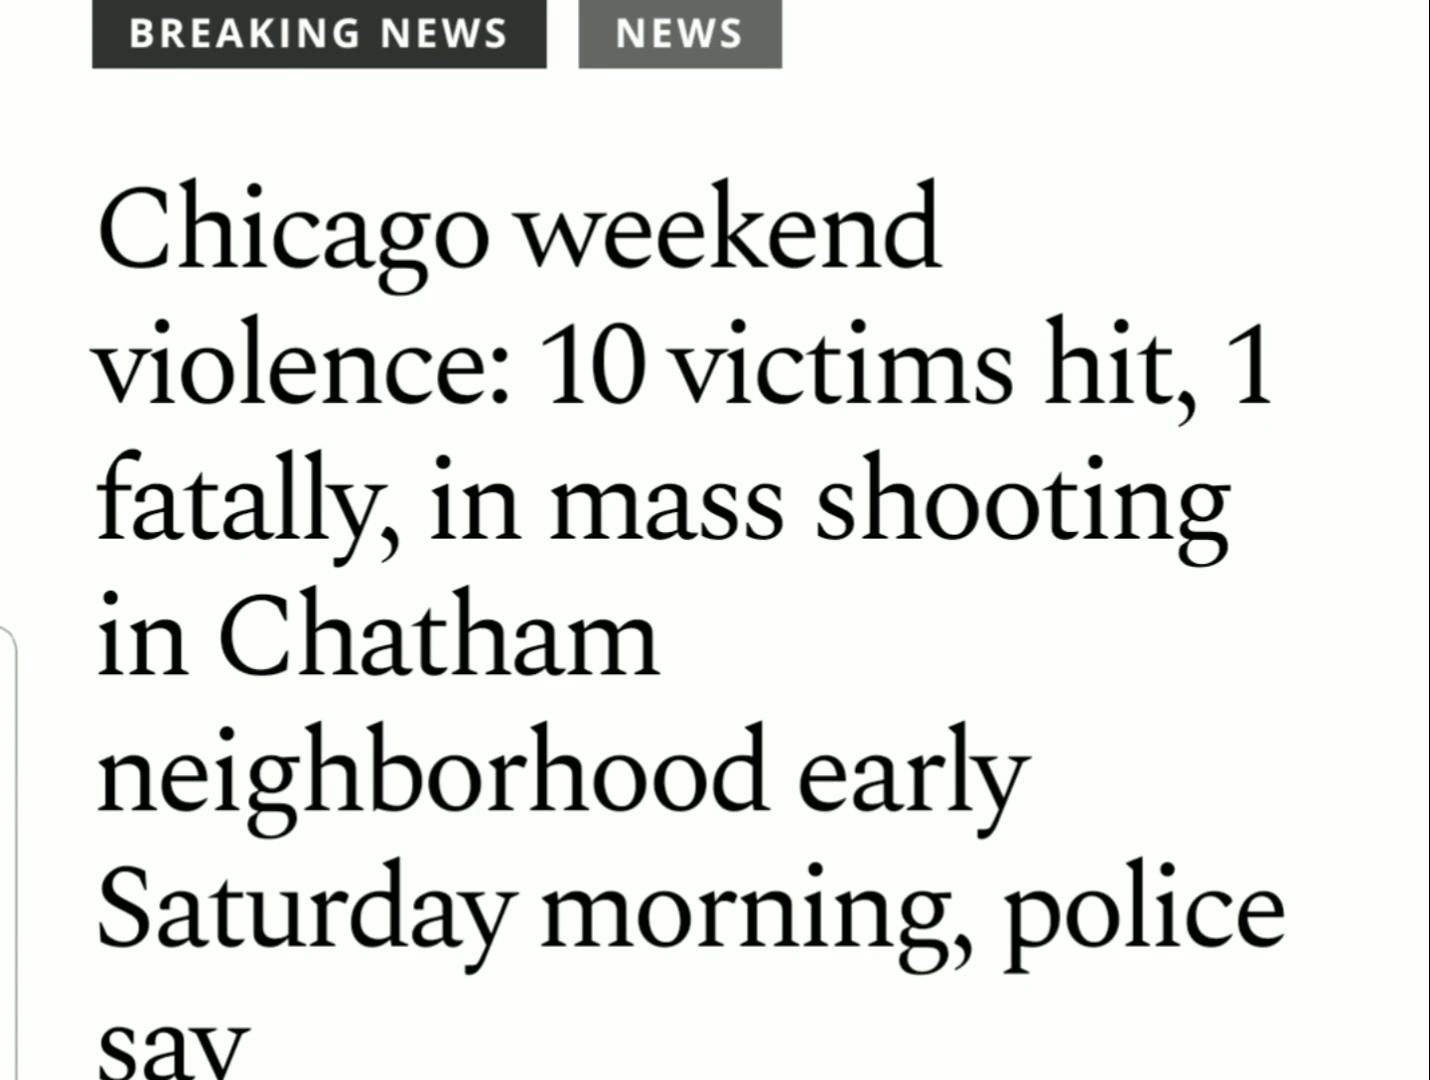 BREAKING NEWS NEWS
Chicago weekend
violence: 10 victims hit, 1
fatally, in mass shooting
in Chatham
neighborhood early
Saturday morning, police
say